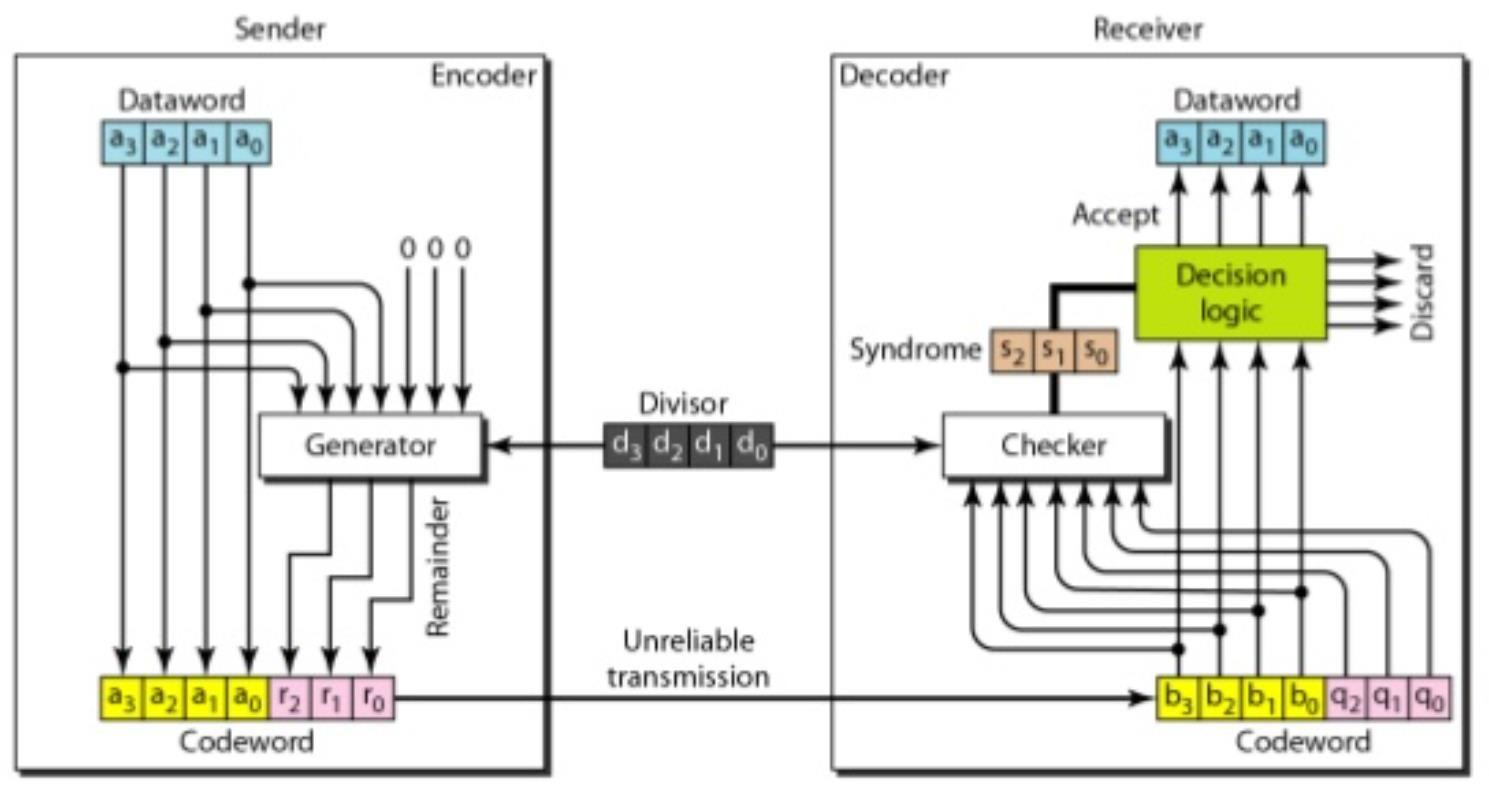 Sender
Receiver
Encoder
Decoder
Dataword
a3 a2 a1 a0
0 0 0
Generator
Remainder
a3 a2 a1 a0 r2 r1 r0
Codeword
Divisor
d3 d2 d1 d0
Unreliable
transmission
Dataword
a3 a2 a1 a0
Accept
Decision
logic
Discard
Syndrome
s2 s1 s0
Checker
b3 b2 b1 b0 q2 q1 q0
Codeword